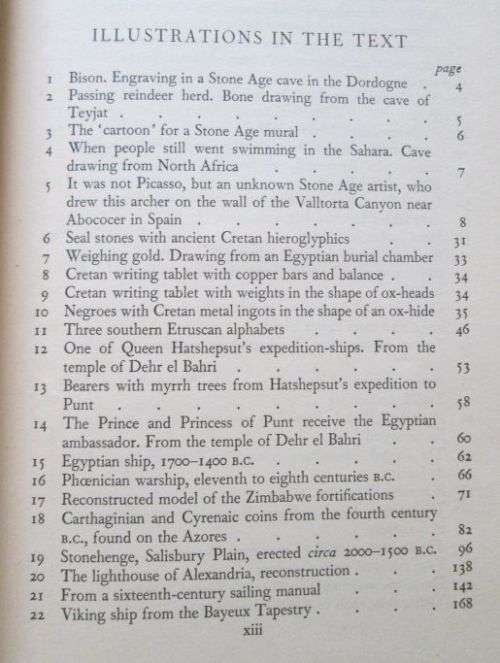 ILLUSTRATIONS IN THE TEXT
page
1 Bison. Engraving in a Stone Age cave in the Dordogne . 4
2 Passing reindeer herd. Bone drawing from the cave of
Teyjat . . . . . . . 5
3 The 'cartoon' for a Stone Age mural . . . . 6
4 When people still went swimming in the Sahara. Cave
drawing from North Africa . . . . . 7
5 It was not Picasso, but an unknown Stone Age artist, who
drew this archer on the wall of the Valltorta Canyon near
Abococer in Spain . . . . . . 8
6 Seal stones with ancient Cretan hieroglyphics . . 31
7 Weighing gold. Drawing from an Egyptian burial chamber 33
8 Cretan writing tablet with copper bars and balance . . 34
9 Cretan writing tablet with weights in the shape of ox-heads 34
10 Negroes with Cretan metal ingots in the shape of an ox-hide 35
11 Three southern Etruscan alphabets . . . . 46
12 One of Queen Hatshepsut's expedition-ships. From the
temple of Dehr el Bahri . . . . . 53
13 Bearers with myrrh trees from Hatshepsut's expedition to
Punt . . . . . . . . 58
14 The Prince and Princess of Punt receive the Egyptian
ambassador. From the temple of Dehr el Bahri . . 60
15 Egyptian ship, 1700–1400 B.C. . . . . . 62
16 Phœnician warship, eleventh to eighth centuries B.C. . 66
17 Reconstructed model of the Zimbabwe fortifications . 71
18 Carthaginian and Cyrenaic coins from the fourth century
B.C., found on the Azores . . . . . 82
19 Stonehenge, Salisbury Plain, erected circa 2000–1500 B.C. 96
20 The lighthouse of Alexandria, reconstruction . . . 138
21 From a sixteenth-century sailing manual . . . 142
22 Viking ship from the Bayeux Tapestry . . . . 168
xiii